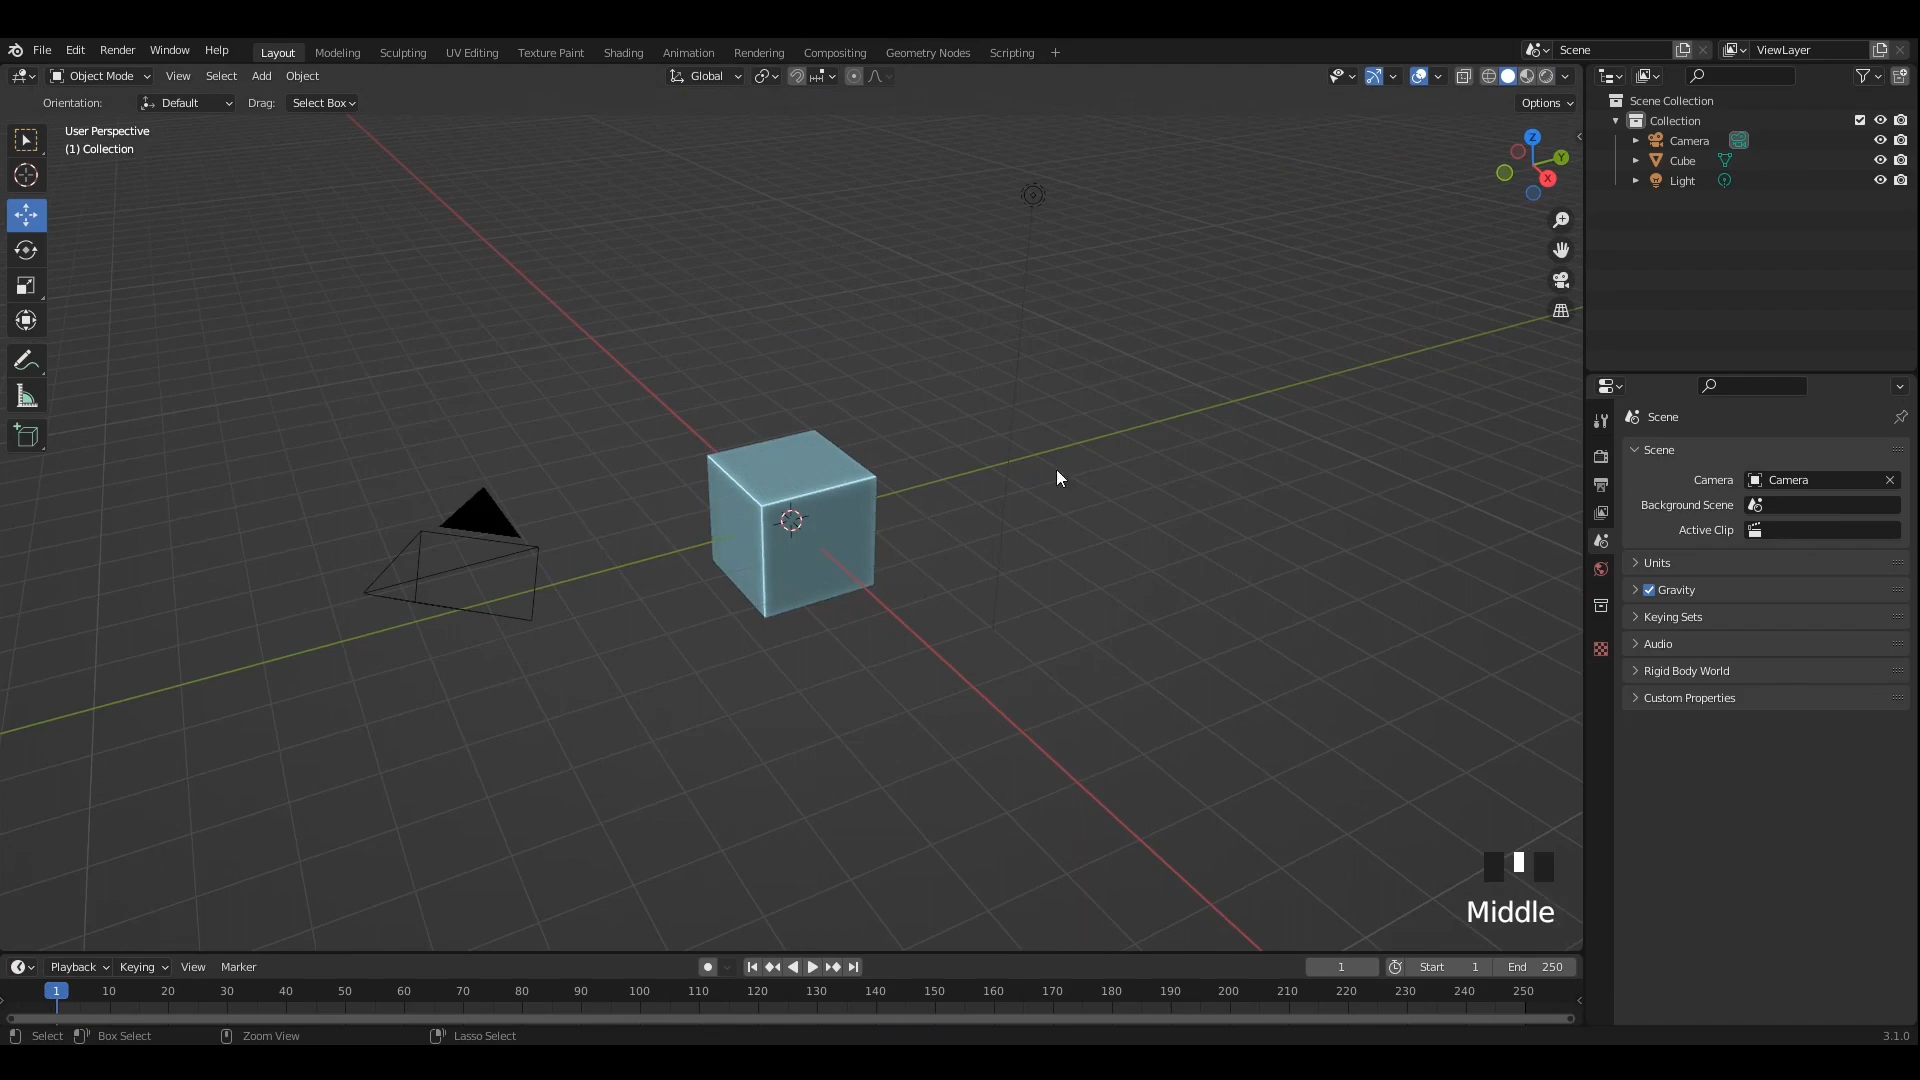 File Edit Render Window Help Layout Modeling Sculpting UV Editing Texture Paint Shading Animation Rendering Compositing Geometry Nodes Scripting + Scene ViewLayer
Object Mode View Select Add Object Global
Orientation: Default Drag: Select Box Options
User Perspective
(1) Collection
Z
Y
X
Scene Collection
Collection
Camera
Cube
Light
Scene
Scene
Camera Camera
Background Scene
Active Clip
Units
Gravity
Keying Sets
Audio
Rigid Body World
Custom Properties
Middle
Playback Keying View Marker 1 Start 1 End 250
1 10 20 30 40 50 60 70 80 90 100 110 120 130 140 150 160 170 180 190 200 210 220 230 240 250
Select Box Select Zoom View Lasso Select 3.1.0